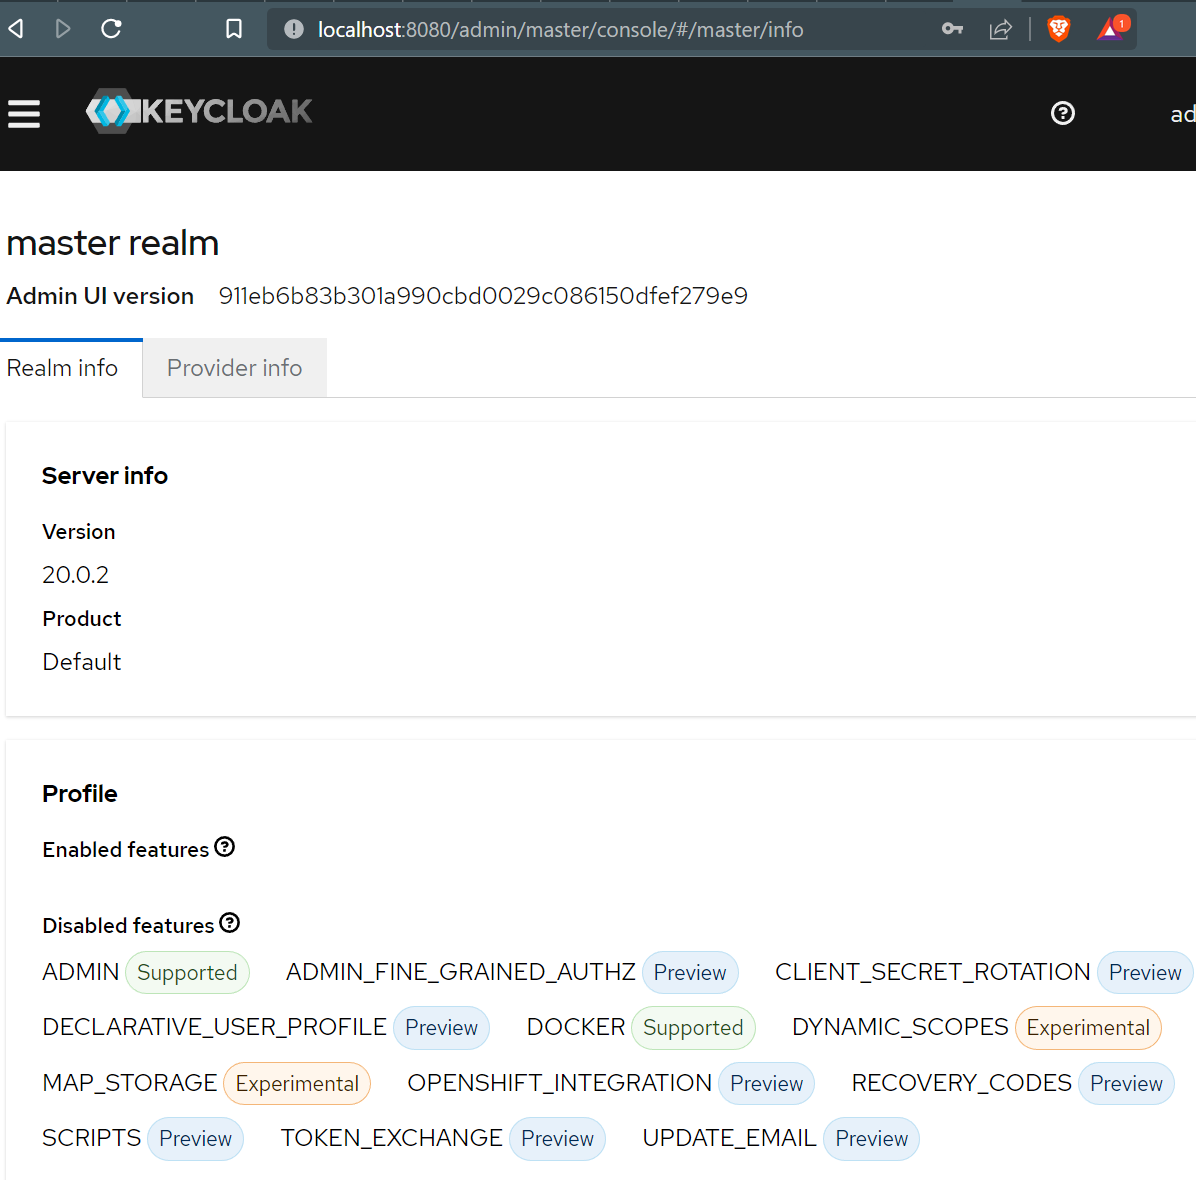 localhost:8080/admin/master/console/#/master/info 1
KEYCLOAK ad
master realm
Admin UI version 911eb6b83b301a990cbd0029c086150dfef279e9
Realm info Provider info
Server info
Version
20.0.2
Product
Default
Profile
Enabled features
Disabled features
ADMIN Supported ADMIN_FINE_GRAINED_AUTHZ Preview CLIENT_SECRET_ROTATION Preview
DECLARATIVE_USER_PROFILE Preview DOCKER Supported DYNAMIC_SCOPES Experimental
MAP_STORAGE Experimental OPENSHIFT_INTEGRATION Preview RECOVERY_CODES Preview
SCRIPTS Preview TOKEN_EXCHANGE Preview UPDATE_EMAIL Preview